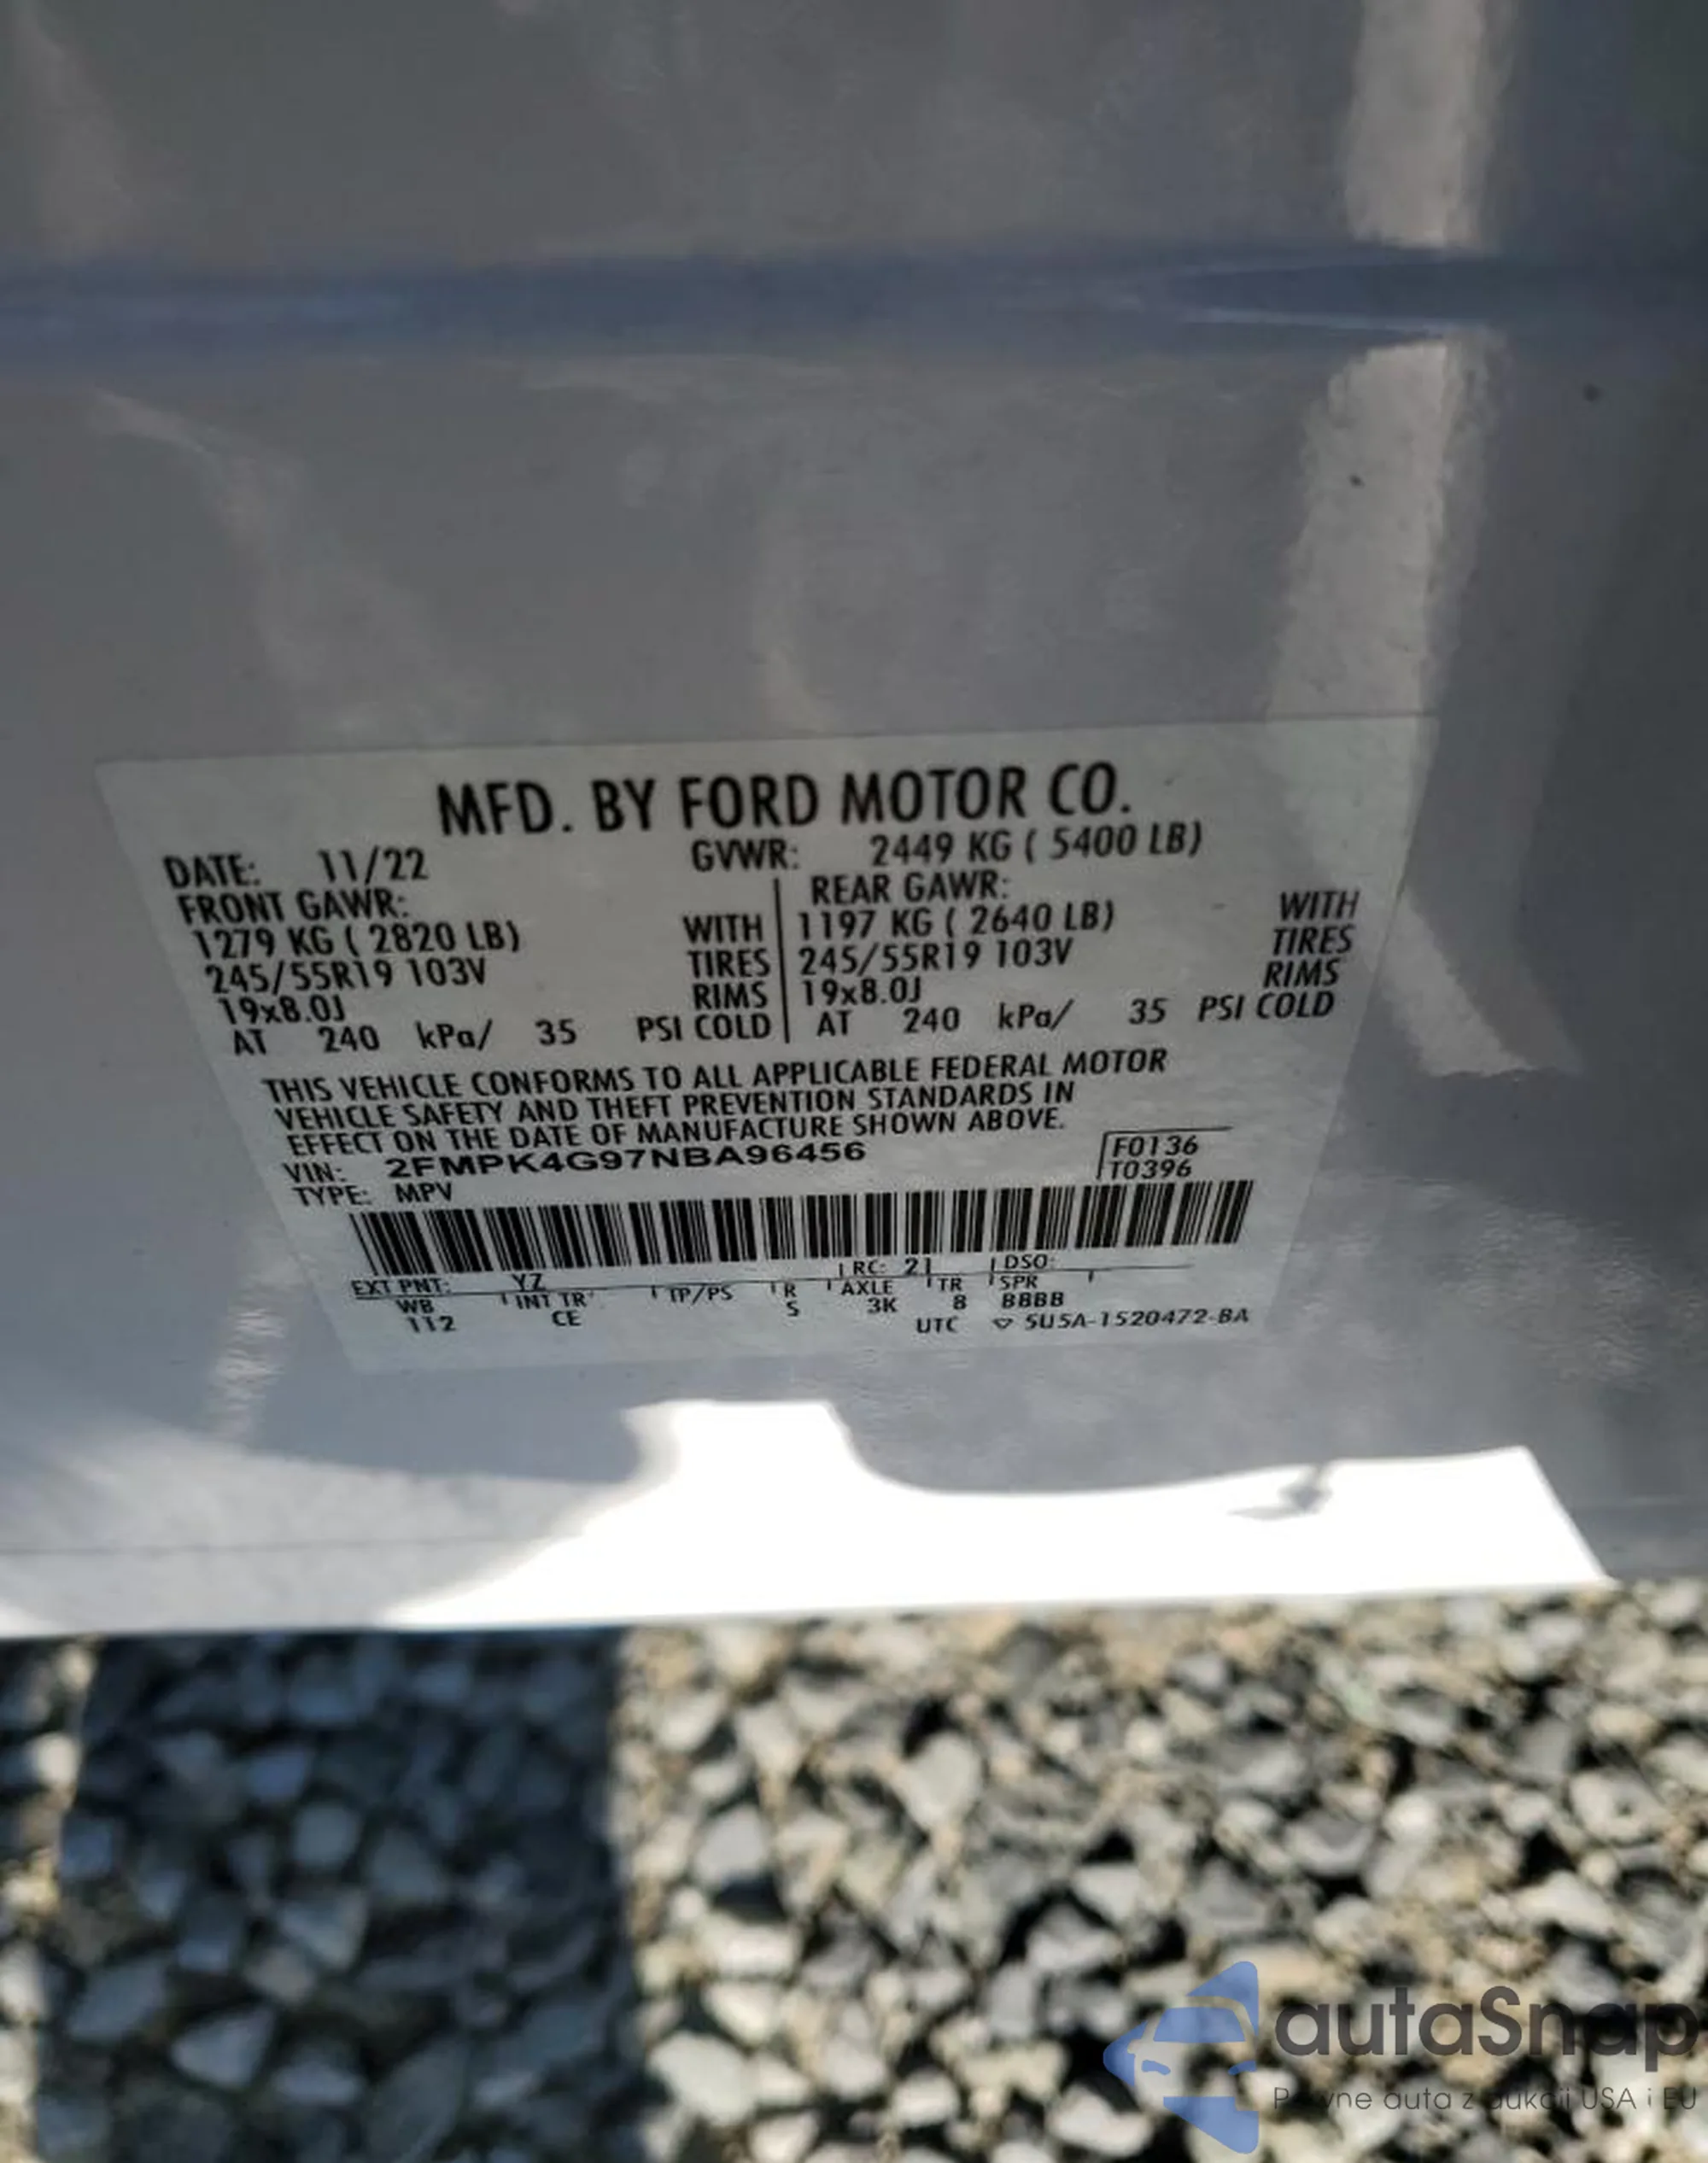 MFD. BY FORD MOTOR CO.
DATE: 11/22 GVWR: 2449 KG ( 5400 LB)
FRONT GAWR: REAR GAWR:
1279 KG ( 2820 LB) WITH 1197 KG ( 2640 LB) WITH
245/55R19 103V TIRES 245/55R19 103V TIRES
19x8.0J RIMS 19x8.0J RIMS
AT 240 kPa/ 35 PSI COLD AT 240 kPa/ 35 PSI COLD
THIS VEHICLE CONFORMS TO ALL APPLICABLE FEDERAL MOTOR
VEHICLE SAFETY AND THEFT PREVENTION STANDARDS IN
EFFECT ON THE DATE OF MANUFACTURE SHOWN ABOVE.
VIN: 2FMPK4G97NBA96456 F0136
TYPE: MPV T0396
EXT PNT: YZ RC: 21 DSO:
WB INT TR TP/PS R AXLE TR SPR
112 CE S 3K 8 BBBB
UTC 5U5A-1520472-BA
autaSnap
Pewne auta z aukcji USA i EU